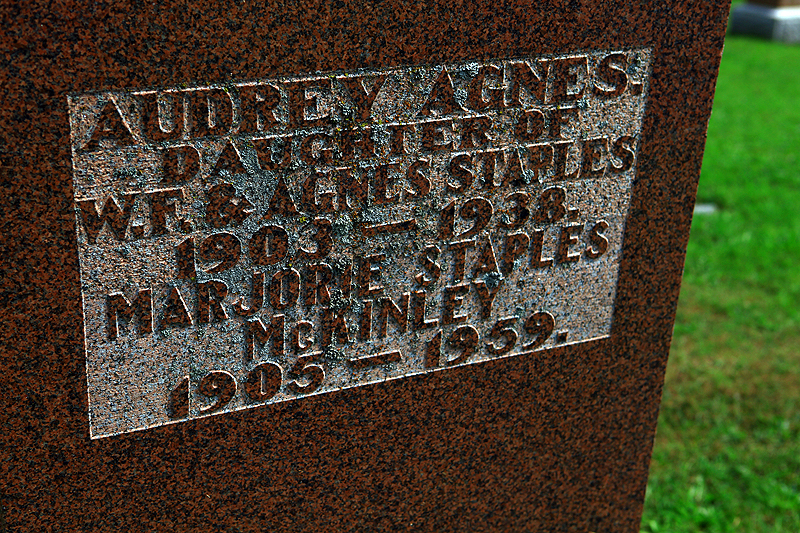 AUDREY AGNES.
DAUGHTER OF
W.F. & AGNES STAPLES
1903 — 1938.
MARJORIE STAPLES
McKINLEY
1905 — 1959.